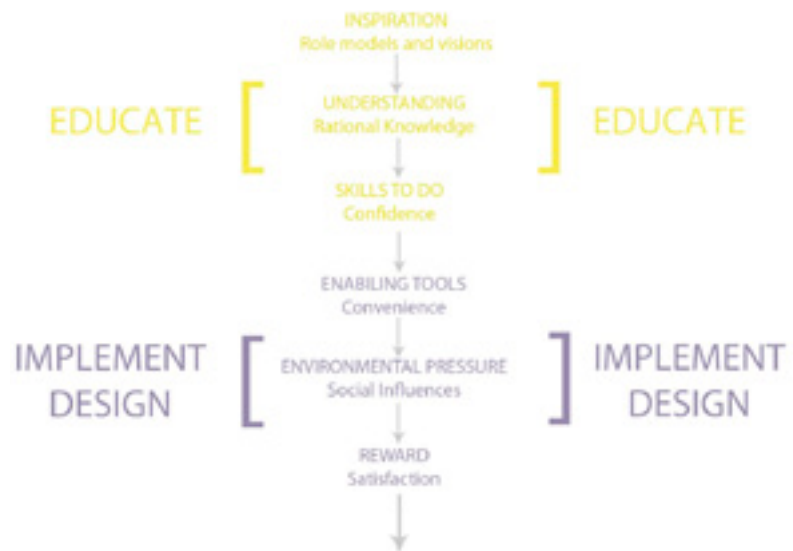 INSPIRATION
Role models and visions
EDUCATE
UNDERSTANDING
Rational Knowledge
EDUCATE
SKILLS TO DO
Confidence
ENABLING TOOLS
Convenience
IMPLEMENT
DESIGN
ENVIRONMENTAL PRESSURE
Social Influences
IMPLEMENT
DESIGN
REWARD
Satisfaction